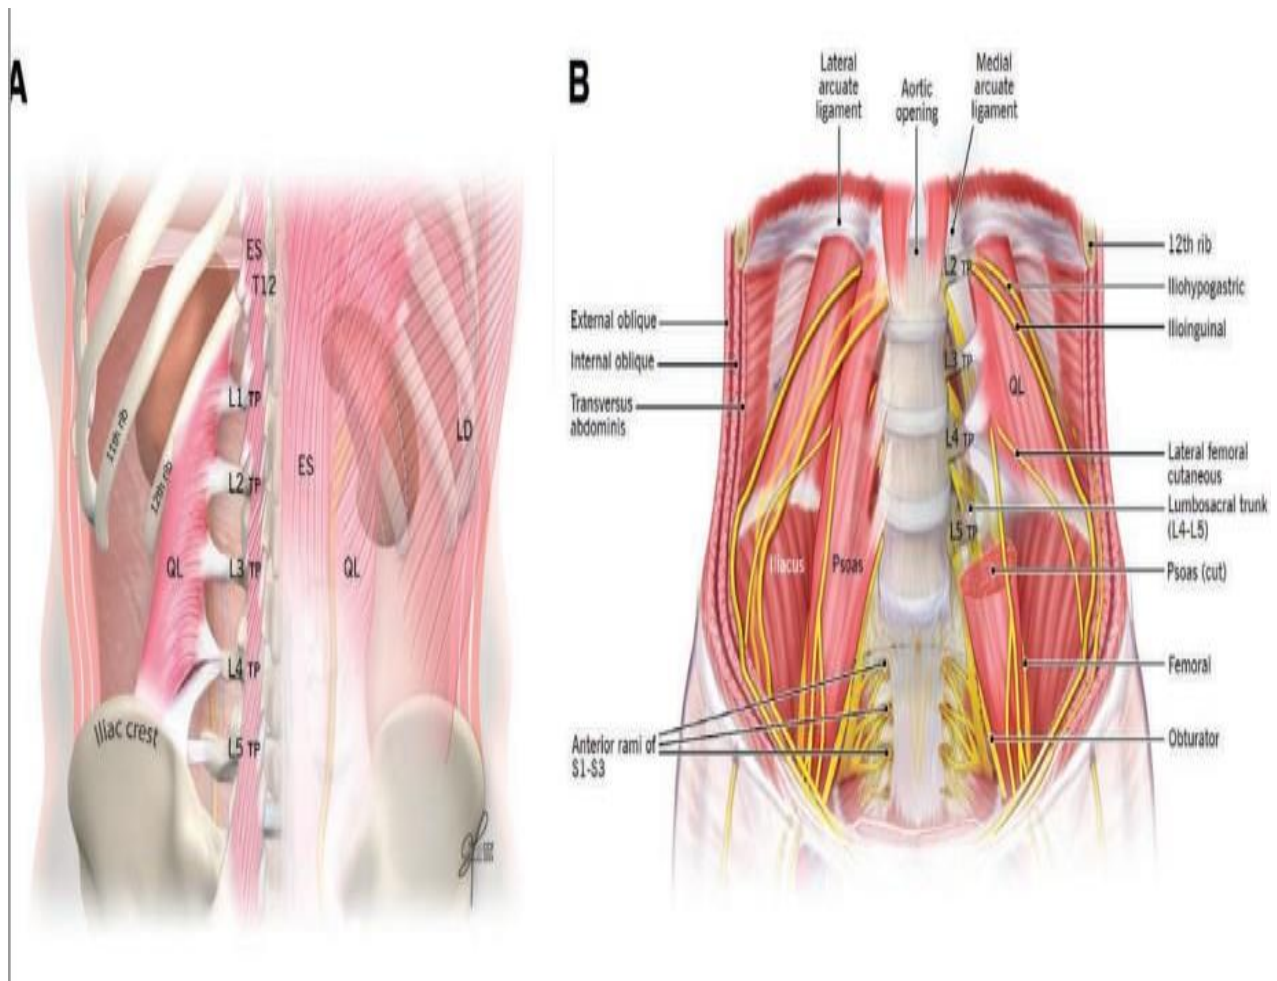 A
ES
T12
L1 TP
11th rib
LD
12th rib
L2 TP
ES
QL
L3 TP
QL
L4 TP
Iliac crest
L5 TP
B
Lateral
arcuate
ligament
Aortic
opening
Medial
arcuate
ligament
L2 TP
12th rib
Iliohypogastric
External oblique
Ilioinguinal
Internal oblique
L3 TP
QL
Transversus
abdominis
L4 TP
Lateral femoral
cutaneous
Lumbosacral trunk
(L4-L5)
L5 TP
Iliacus
Psoas
Psoas (cut)
Femoral
Anterior rami of
S1-S3
Obturator